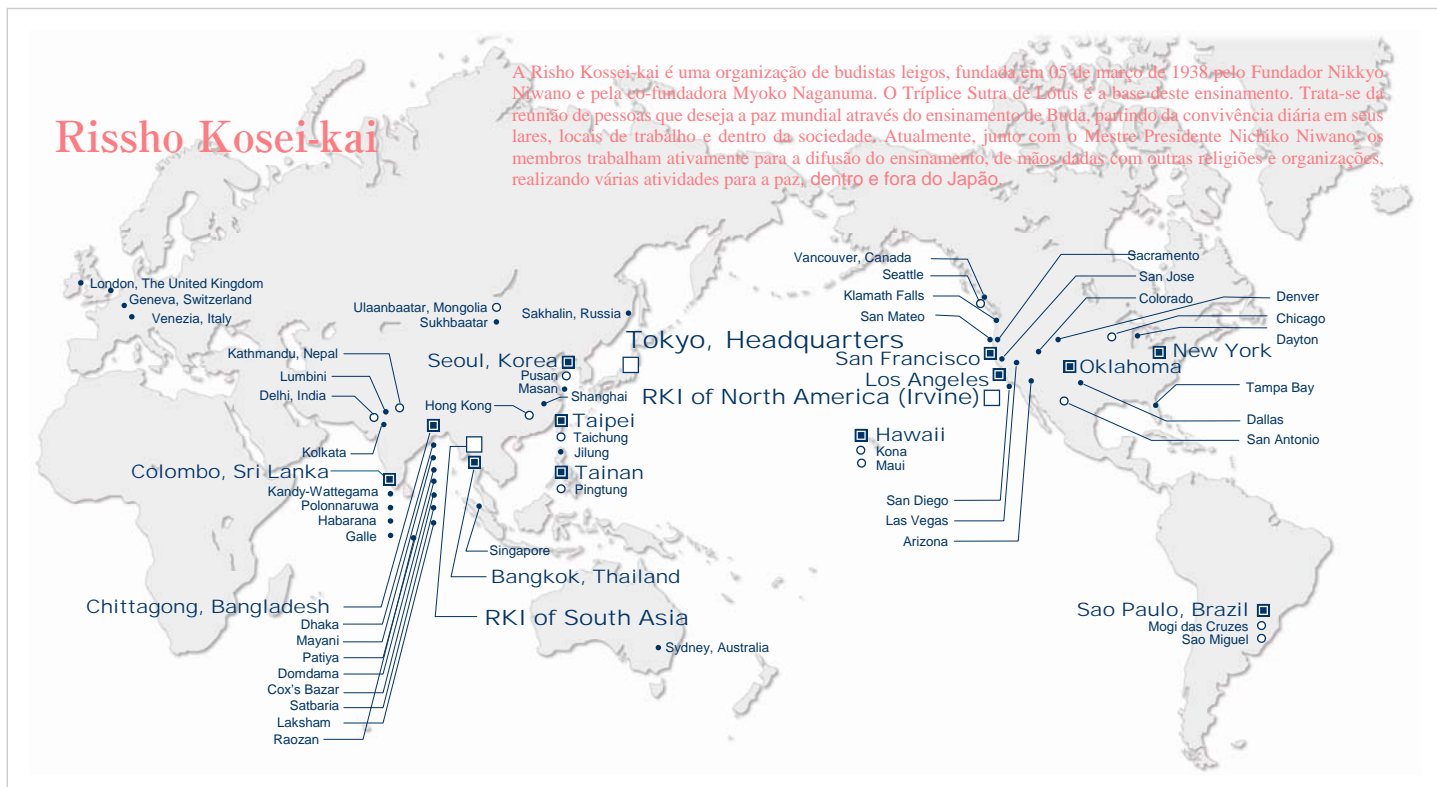 Rissho Kosei-kai
A Risho Kossei-kai é uma organização de budistas leigos, fundada em 05 de março de 1938 pelo Fundador Nikkyo
Niwano e pela co-fundadora Myoko Naganuma. O Tríplice Sutra de Lótus é a base deste ensinamento. Trata-se da
reunião de pessoas que deseja a paz mundial através do ensinamento de Buda, partindo da convivência diária em seus
lares, locais de trabalho e dentro da sociedade. Atualmente, junto com o Mestre Presidente Nichiko Niwano, os
membros trabalham ativamente para a difusão do ensinamento, de mãos dadas com outras religiões e organizações,
realizando várias atividades para a paz, dentro e fora do Japão.
London, The United Kingdom
Geneva, Switzerland
Venezia, Italy
Ulaanbaatar, Mongolia
Sukhbaatar
Sakhalin, Russia
Tokyo, Headquarters
Seoul, Korea
Pusan
Masan
Shanghai
Kathmandu, Nepal
Lumbini
Delhi, India
Hong Kong
Kolkata
Taipei
Taichung
Jilung
Tainan
Pingtung
Colombo, Sri Lanka
Kandy-Wattegama
Polonnaruwa
Habarana
Galle
Singapore
Bangkok, Thailand
RKI of South Asia
Chittagong, Bangladesh
Dhaka
Mayani
Patiya
Domdama
Cox's Bazar
Satbaria
Laksham
Raozan
Sydney, Australia
Vancouver, Canada
Seattle
Klamath Falls
San Mateo
San Francisco
Los Angeles
RKI of North America (Irvine)
Hawaii
Kona
Maui
San Diego
Las Vegas
Arizona
Sacramento
San Jose
Colorado
Denver
Chicago
Dayton
New York
Oklahoma
Tampa Bay
Dallas
San Antonio
Sao Paulo, Brazil
Mogi das Cruzes
Sao Miguel